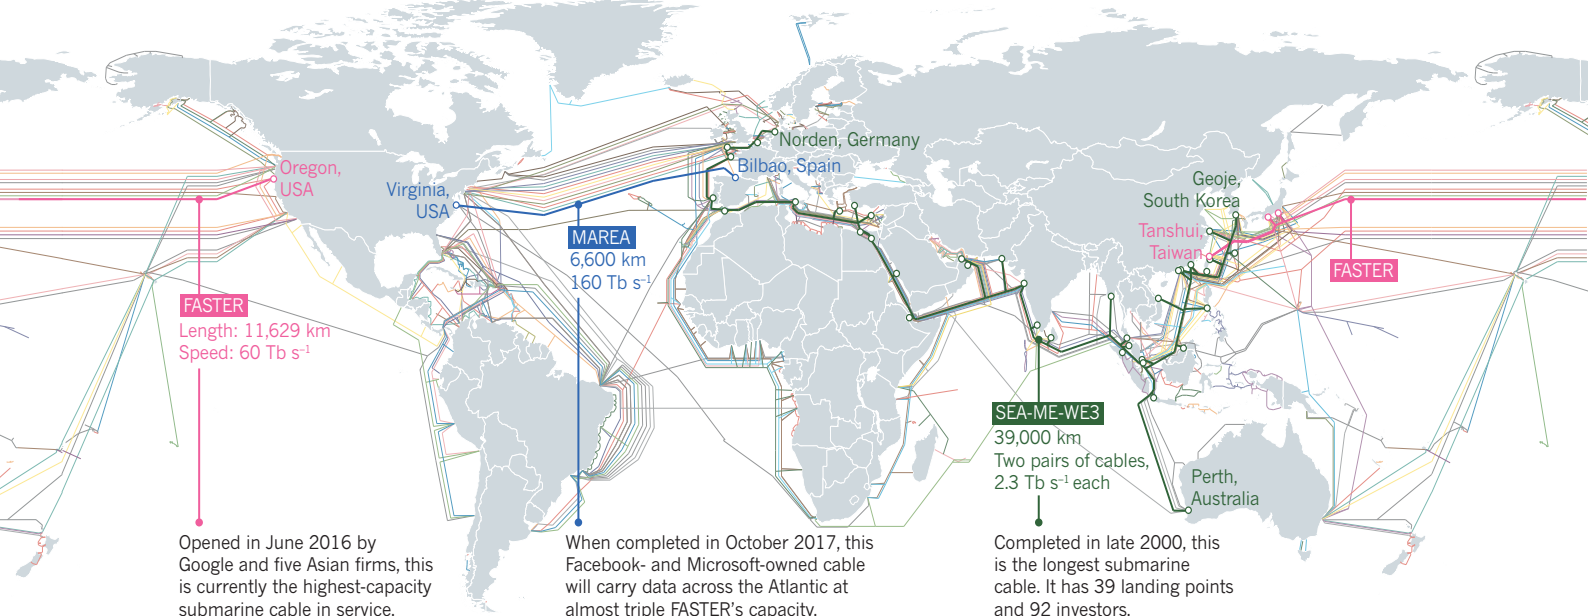 Norden, Germany
Bilbao, Spain
Oregon,
USA
Virginia,
USA
Geoje,
South Korea
Tanshui,
Taiwan
MAREA
6,600 km
160 Tb s⁻¹
FASTER
FASTER
Length: 11,629 km
Speed: 60 Tb s⁻¹
SEA-ME-WE3
39,000 km
Two pairs of cables,
2.3 Tb s⁻¹ each
Perth,
Australia
Opened in June 2016 by
Google and five Asian firms, this
is currently the highest-capacity
submarine cable in service.
When completed in October 2017, this
Facebook- and Microsoft-owned cable
will carry data across the Atlantic at
almost triple FASTER’s capacity.
Completed in late 2000, this
is the longest submarine
cable. It has 39 landing points
and 92 investors.